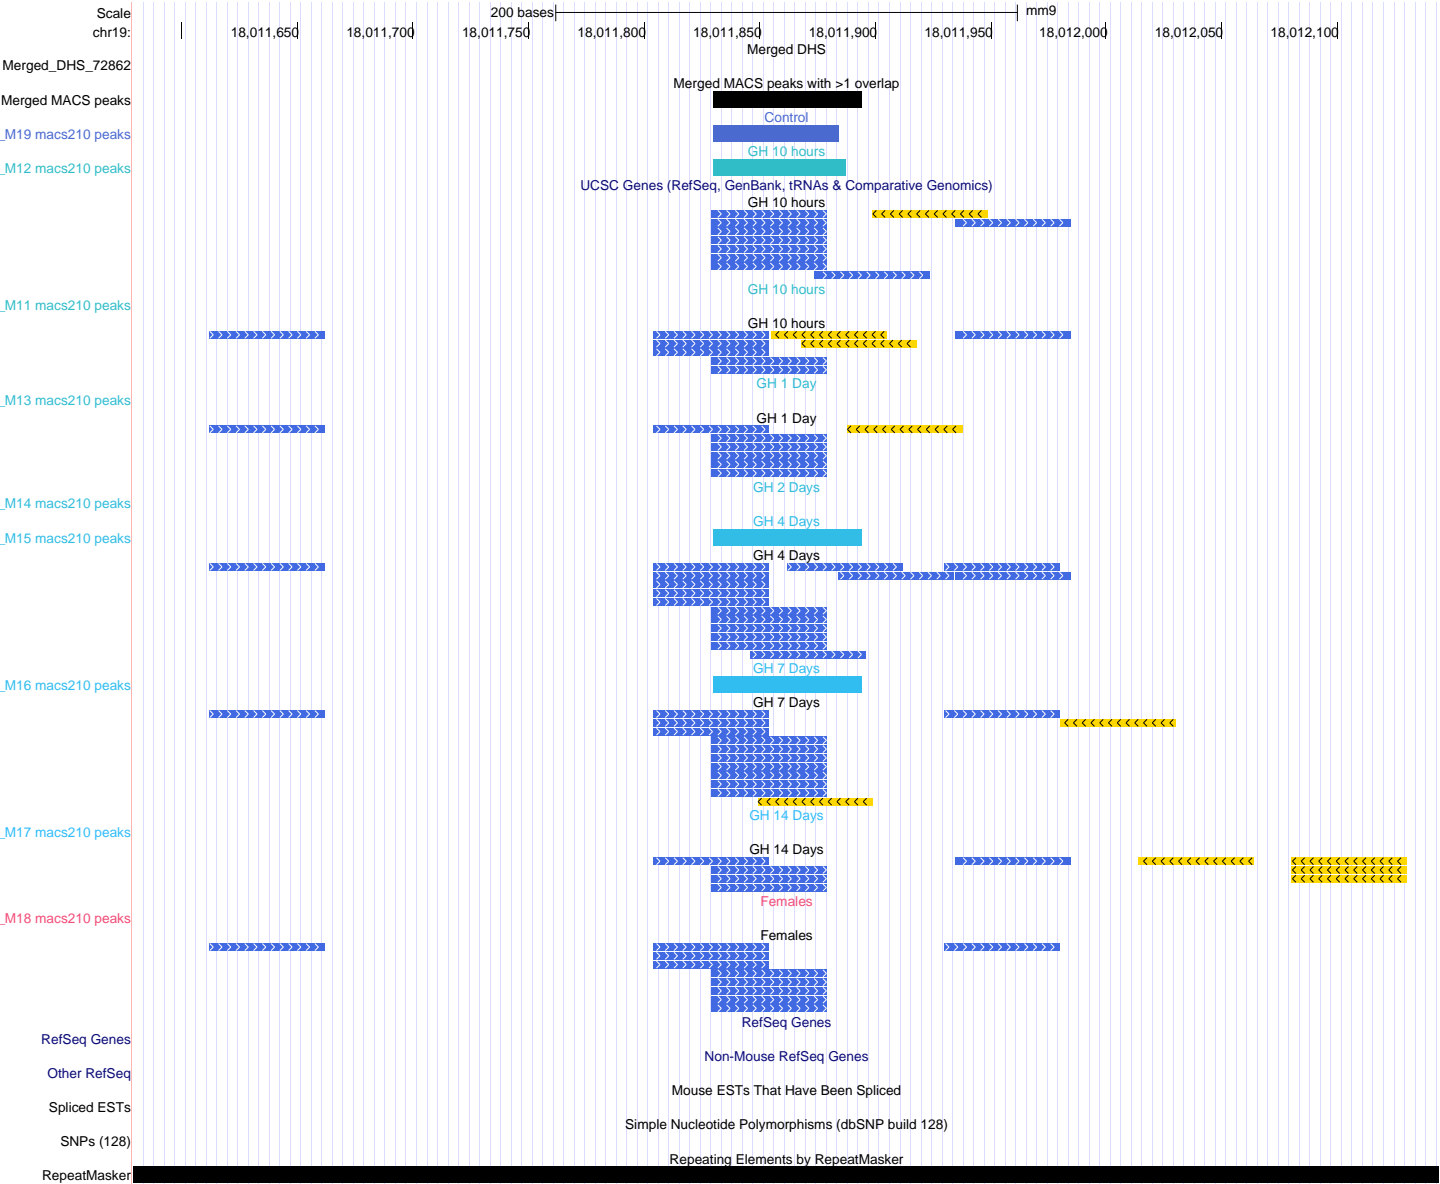 Scale 200 bases mm9
chr19: 18,011,650 18,011,700 18,011,750 18,011,800 18,011,850 18,011,900 18,011,950 18,012,000 18,012,050 18,012,100
Merged DHS
Merged_DHS_72862
Merged MACS peaks with >1 overlap
Merged MACS peaks
Control
_M19 macs210 peaks
GH 10 hours
_M12 macs210 peaks
UCSC Genes (RefSeq, GenBank, tRNAs & Comparative Genomics)
GH 10 hours
GH 10 hours
_M11 macs210 peaks
GH 10 hours
GH 1 Day
_M13 macs210 peaks
GH 1 Day
GH 2 Days
_M14 macs210 peaks
GH 4 Days
_M15 macs210 peaks
GH 4 Days
GH 7 Days
_M16 macs210 peaks
GH 7 Days
GH 14 Days
_M17 macs210 peaks
GH 14 Days
Females
_M18 macs210 peaks
Females
RefSeq Genes
RefSeq Genes
Non-Mouse RefSeq Genes
Other RefSeq
Mouse ESTs That Have Been Spliced
Spliced ESTs
Simple Nucleotide Polymorphisms (dbSNP build 128)
SNPs (128)
Repeating Elements by RepeatMasker
RepeatMasker